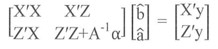 [X'X X'Z] [b̂] = [X'y]
[Z'X Z'Z+A⁻¹α] [â] [Z'y]